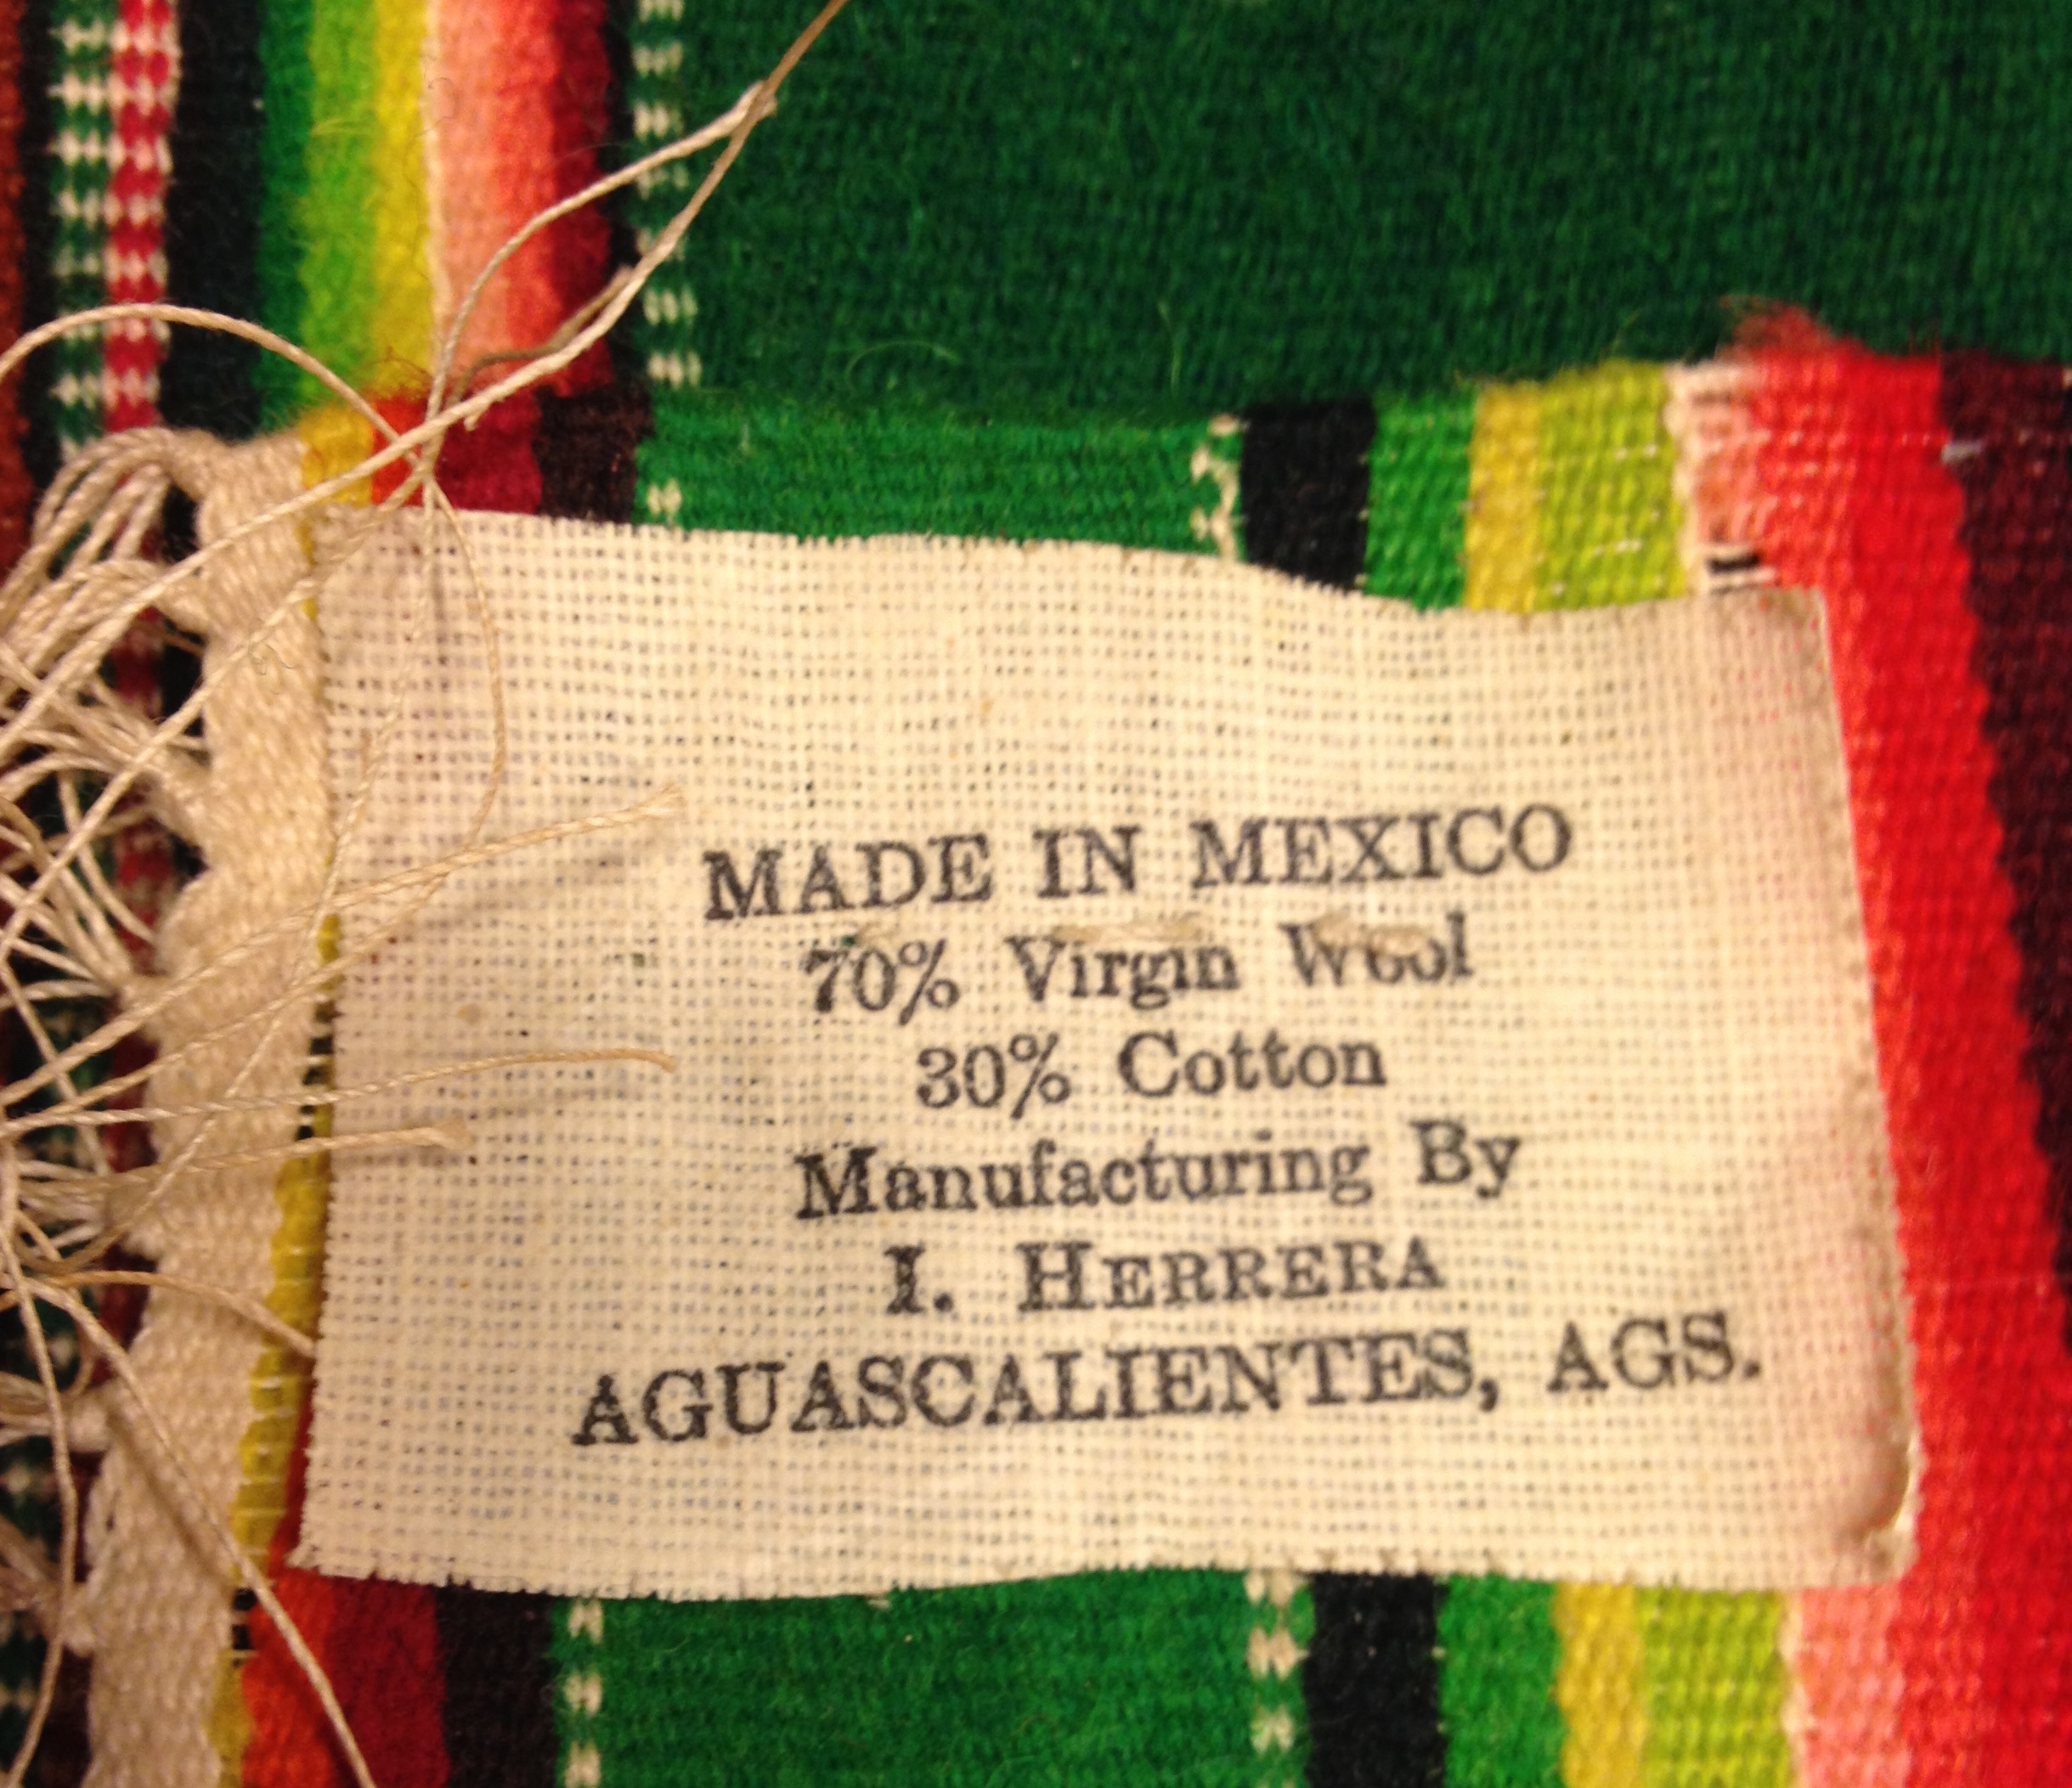 MADE IN MEXICO
70% Virgin Wool
30% Cotton
Manufacturing By
I. HERRERA
AGUASCALIENTES, AGS.